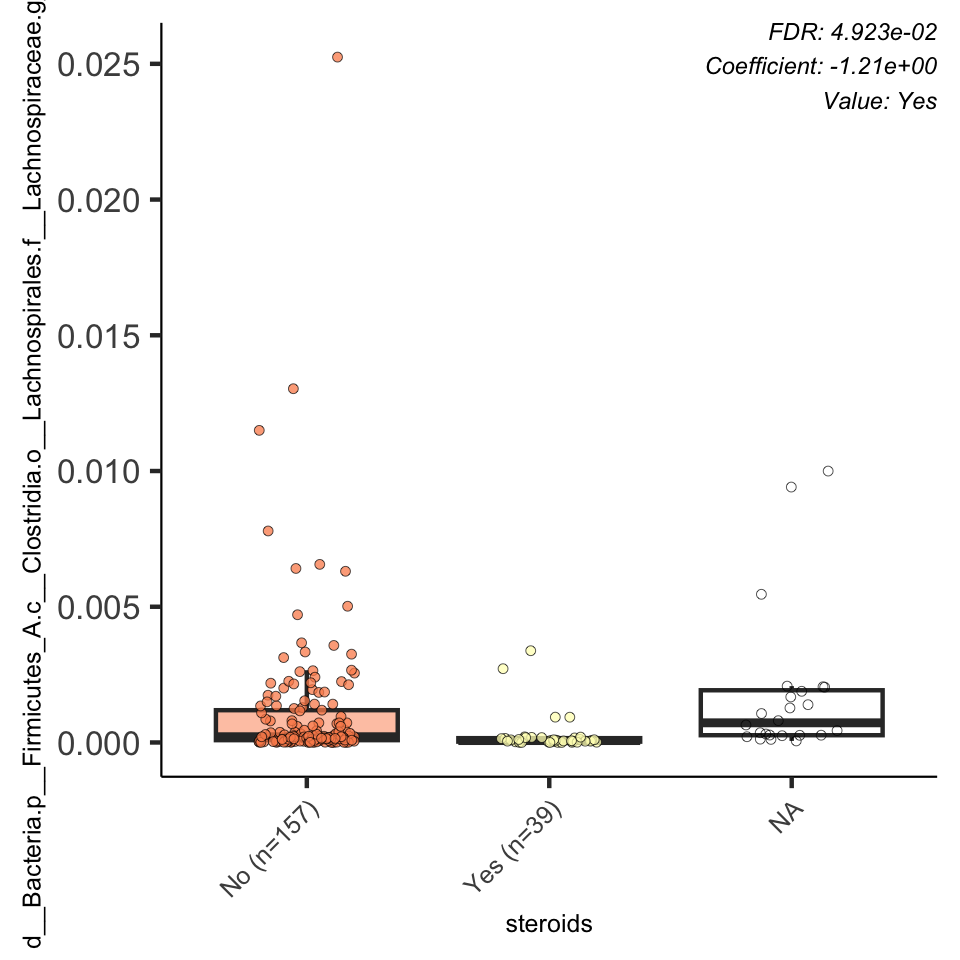 FDR: 4.923e-02
Coefficient: -1.21e+00
Value: Yes
d__Bacteria.p__Firmicutes_A.c__Clostridia.o__Lachnospirales.f__Lachnospiraceae.g
0.025
0.020
0.015
0.010
0.005
0.000
No (n=157)
Yes (n=39)
NA
steroids